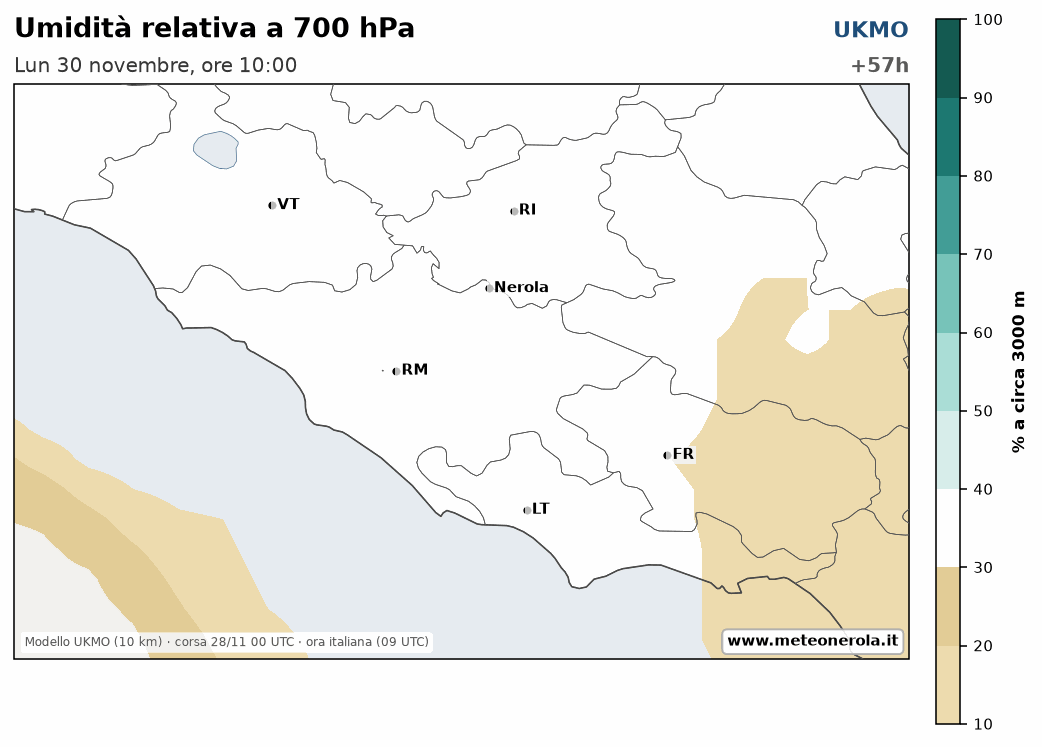 Umidità relativa a 700 hPa
UKMO
Lun 30 novembre, ore 10:00
+57h
VT
RI
Nerola
RM
FR
LT
Modello UKMO (10 km) · corsa 28/11 00 UTC · ora italiana (09 UTC)
www.meteonerola.it
100
90
80
70
60
50
40
30
20
10
% a circa 3000 m